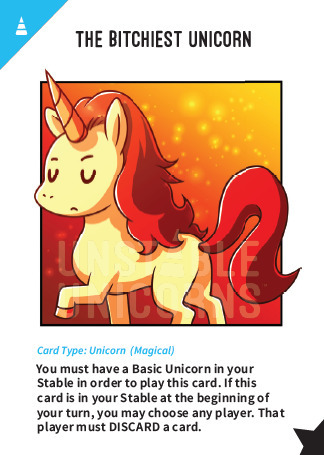 THE BITCHIEST UNICORN
UNSTABLE
UNICORNS
Card Type: Unicorn (Magical)
You must have a Basic Unicorn in your
Stable in order to play this card. If this
card is in your Stable at the beginning of
your turn, you may choose any player. That
player must DISCARD a card.